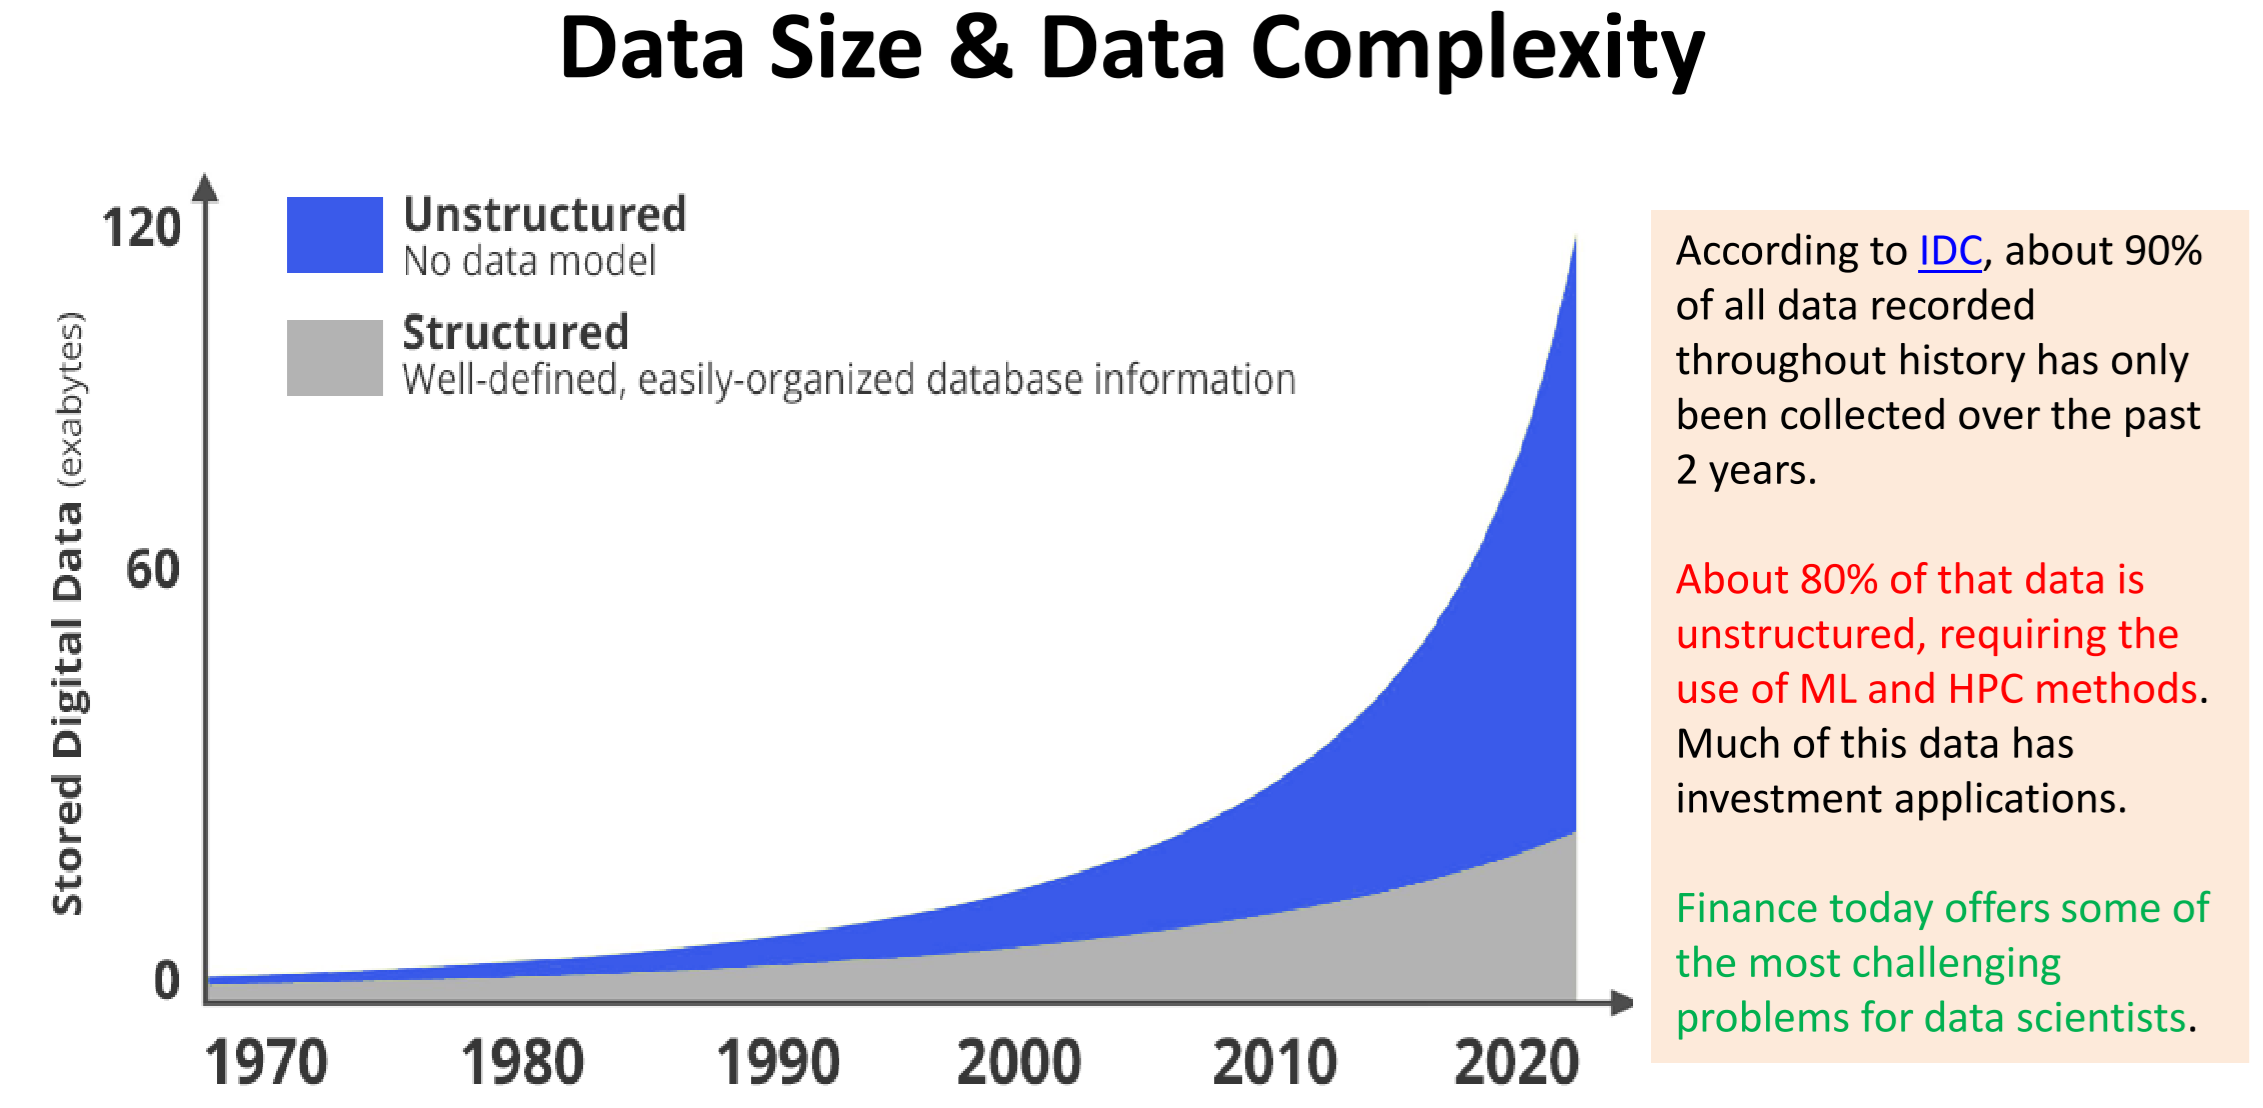 Data Size & Data Complexity
120
60
0
Stored Digital Data (exabytes)
Unstructured
No data model
Structured
Well-defined, easily-organized database information
1970 1980 1990 2000 2010 2020
According to IDC, about 90%
of all data recorded
throughout history has only
been collected over the past
2 years.
About 80% of that data is
unstructured, requiring the
use of ML and HPC methods.
Much of this data has
investment applications.
Finance today offers some of
the most challenging
problems for data scientists.